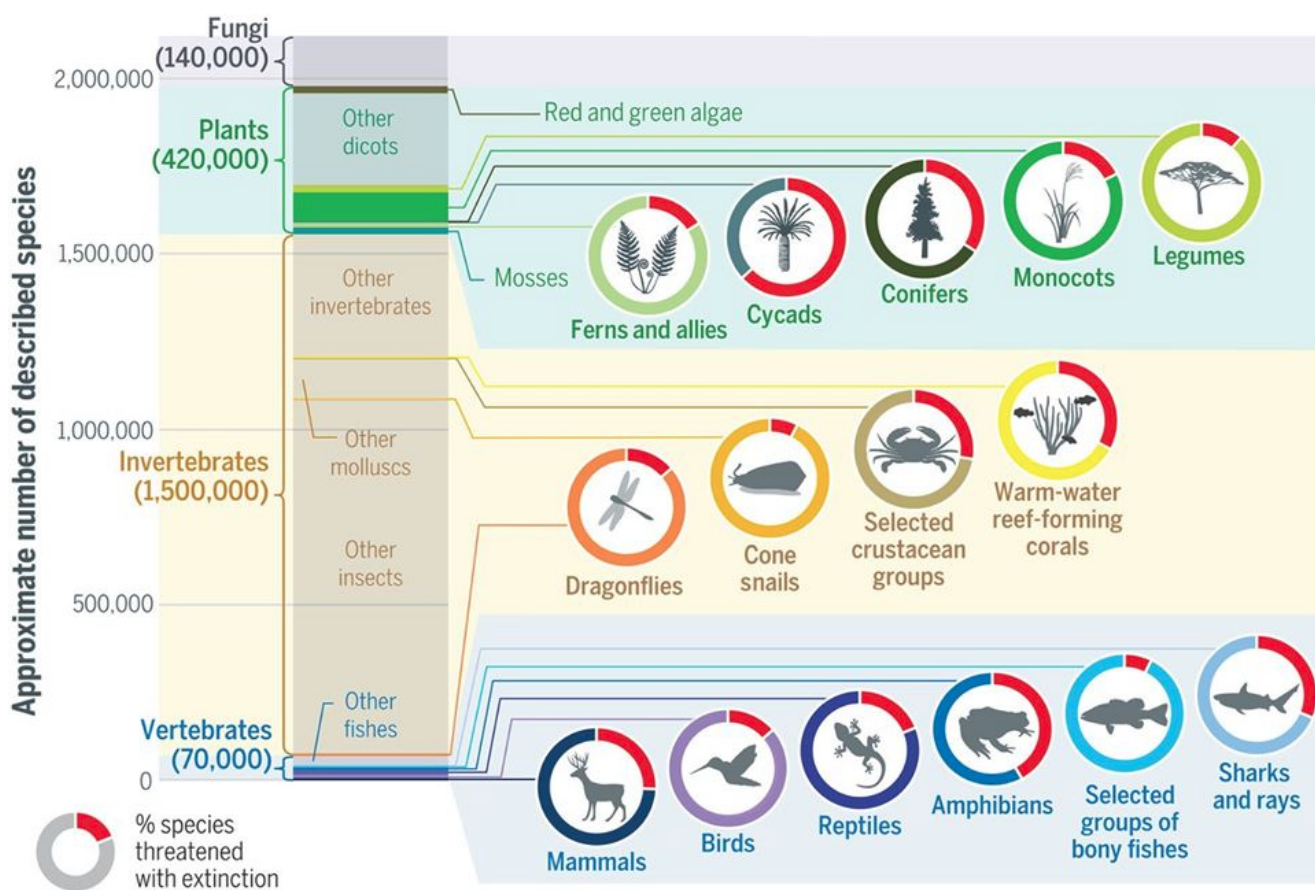 Approximate number of described species
Fungi
(140,000)
2,000,000
Plants
(420,000)
1,500,000
1,000,000
Invertebrates
(1,500,000)
500,000
Vertebrates
(70,000)
0
Other
dicots
Other
invertebrates
Other
molluscs
Other
insects
Other
fishes
Red and green algae
Mosses
Ferns and allies
Cycads
Conifers
Monocots
Legumes
Dragonflies
Cone
snails
Selected
crustacean
groups
Warm-water
reef-forming
corals
Mammals
Birds
Reptiles
Amphibians
Selected
groups of
bony fishes
Sharks
and rays
% species
threatened
with extinction